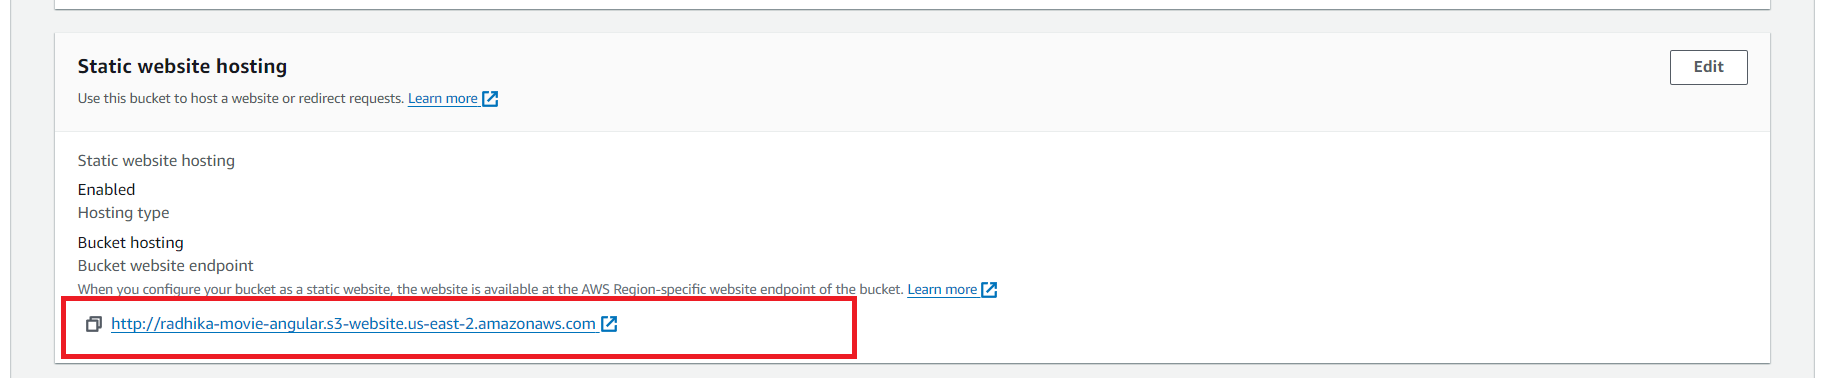 Static website hosting
Edit
Use this bucket to host a website or redirect requests. Learn more
Static website hosting
Enabled
Hosting type
Bucket hosting
Bucket website endpoint
When you configure your bucket as a static website, the website is available at the AWS Region-specific website endpoint of the bucket. Learn more
http://radhika-movie-angular.s3-website.us-east-2.amazonaws.com